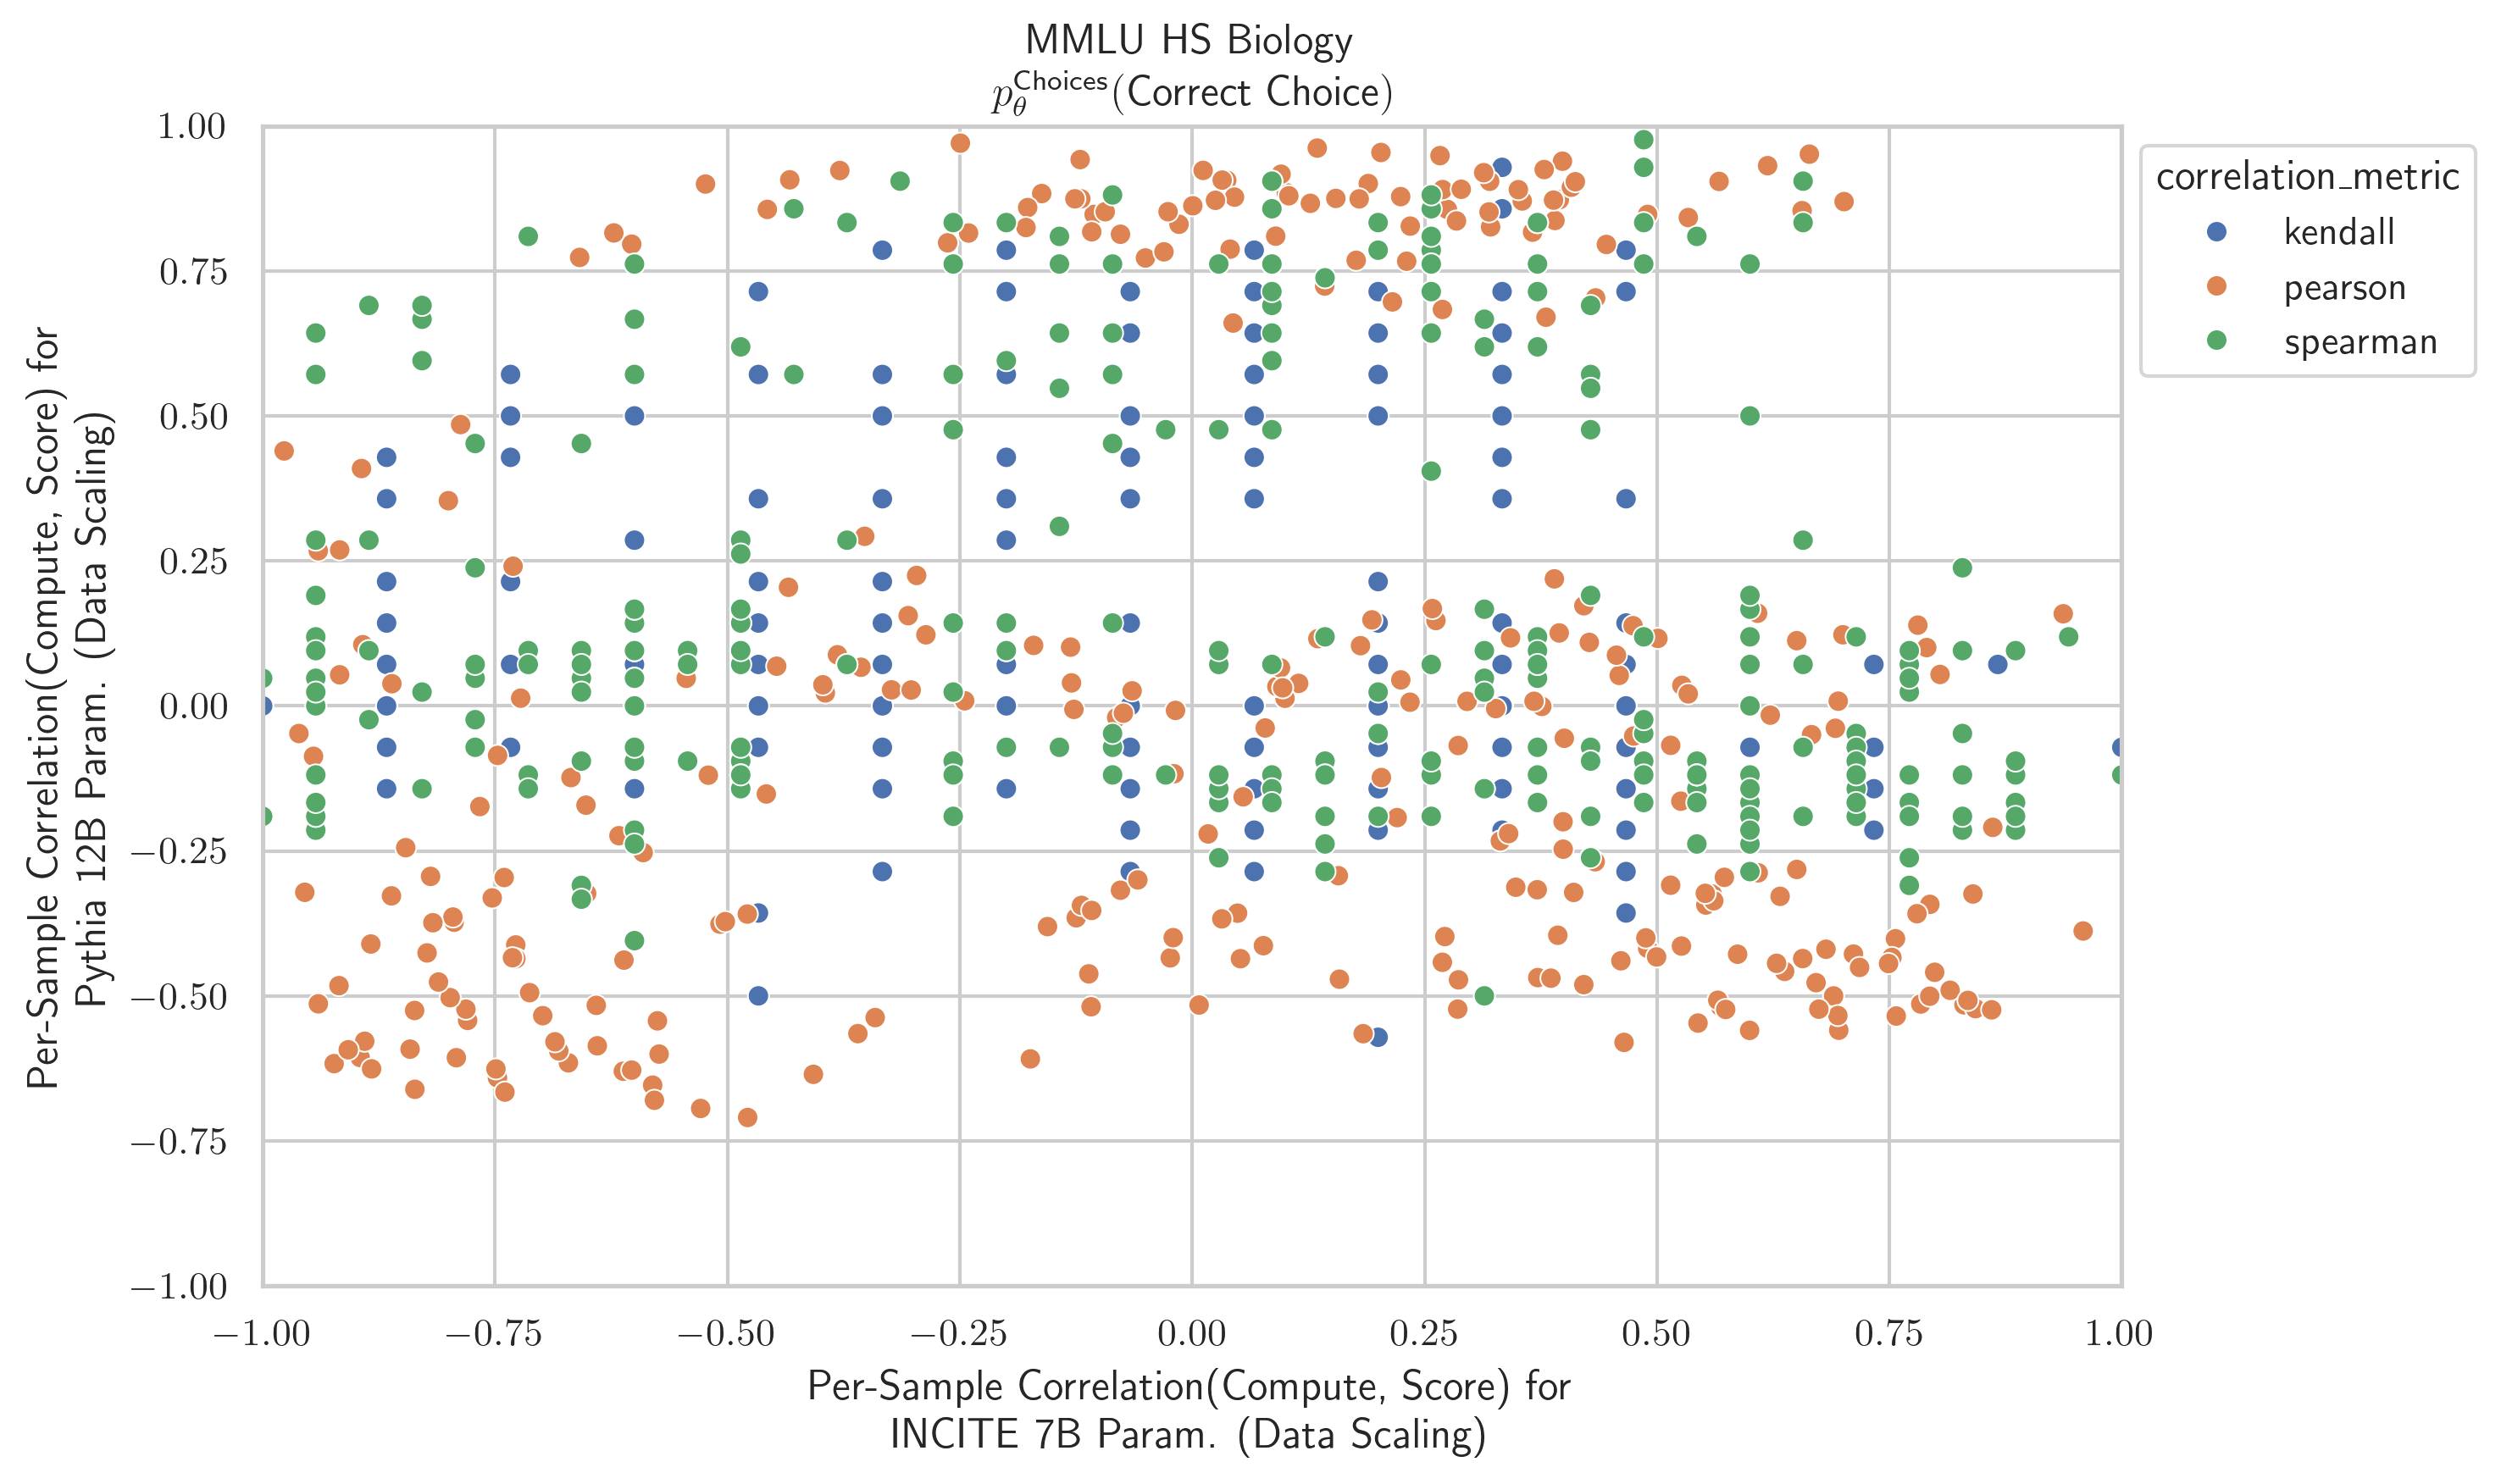 MMLU HS Biology
p_θ^Choices(Correct Choice)
1.00
0.75
0.50
0.25
0.00
−0.25
−0.50
−0.75
−1.00
Per-Sample Correlation(Compute, Score) for
Pythia 12B Param. (Data Scaling)
−1.00 −0.75 −0.50 −0.25 0.00 0.25 0.50 0.75 1.00
Per-Sample Correlation(Compute, Score) for
INCITE 7B Param. (Data Scaling)
correlation_metric
kendall
pearson
spearman